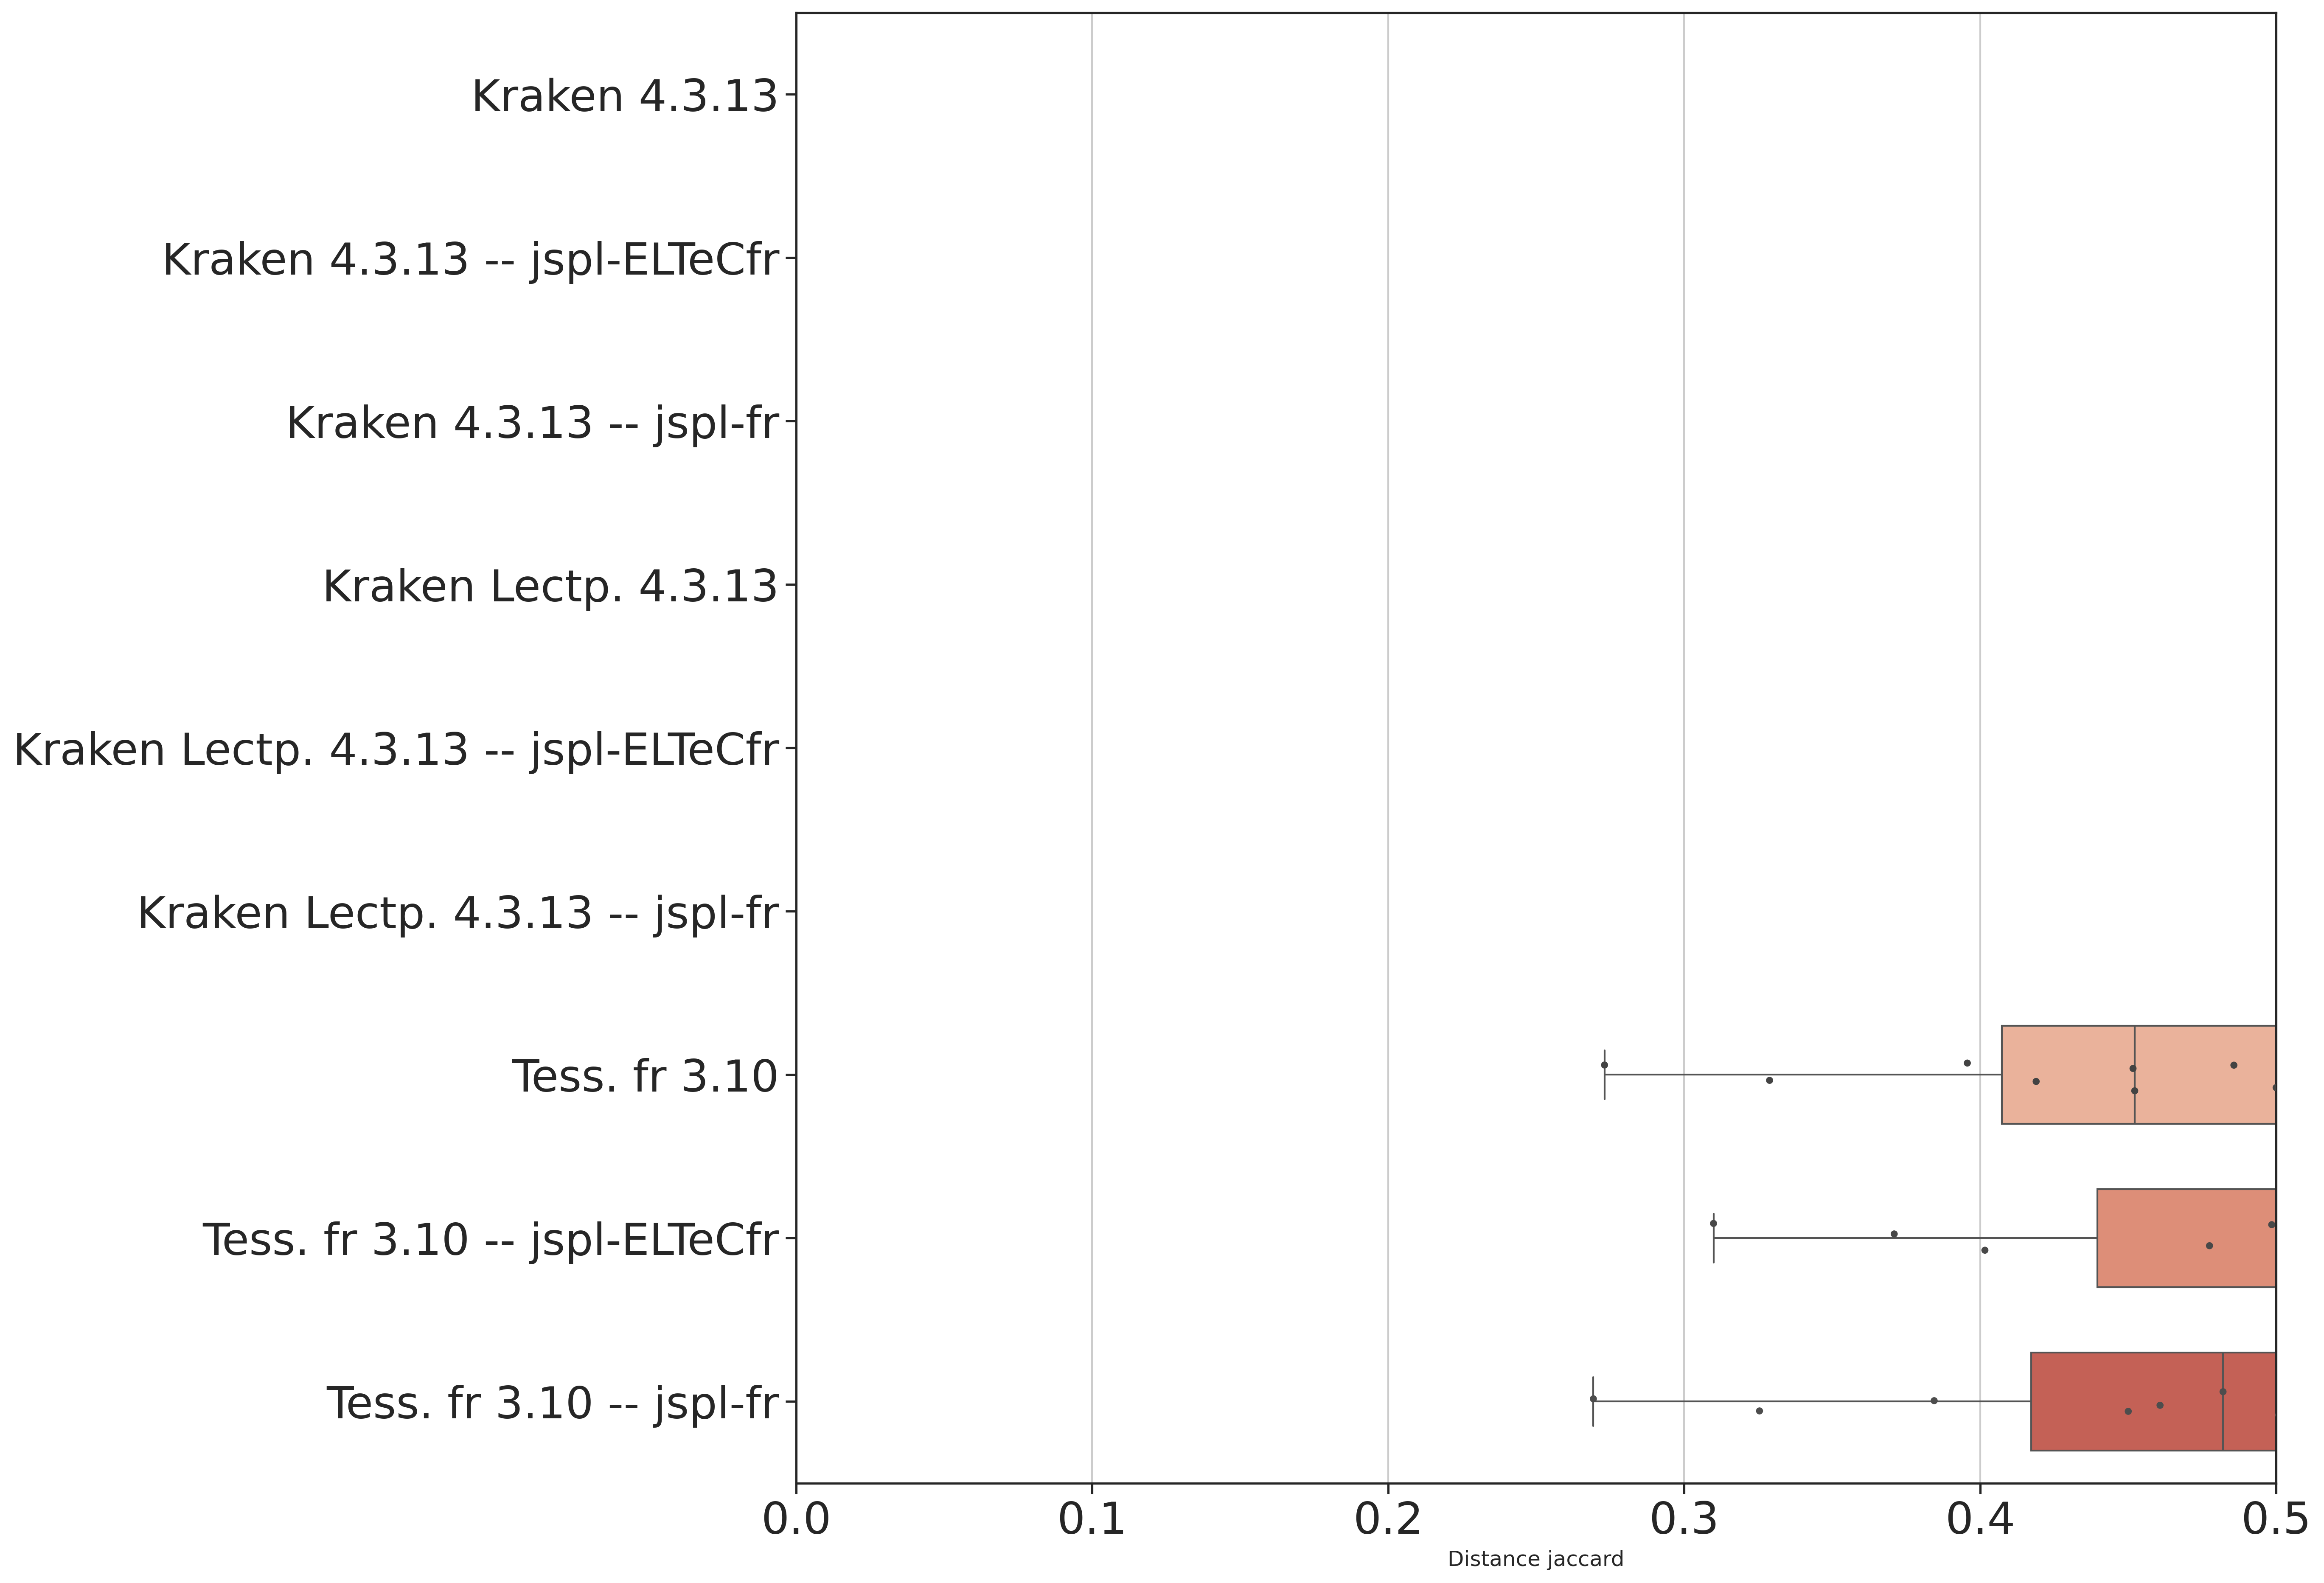 Kraken 4.3.13
Kraken 4.3.13 -- jspl-ELTeCfr
Kraken 4.3.13 -- jspl-fr
Kraken Lectp. 4.3.13
Kraken Lectp. 4.3.13 -- jspl-ELTeCfr
Kraken Lectp. 4.3.13 -- jspl-fr
Tess. fr 3.10
Tess. fr 3.10 -- jspl-ELTeCfr
Tess. fr 3.10 -- jspl-fr
0.0 0.1 0.2 0.3 0.4 0.5
Distance jaccard